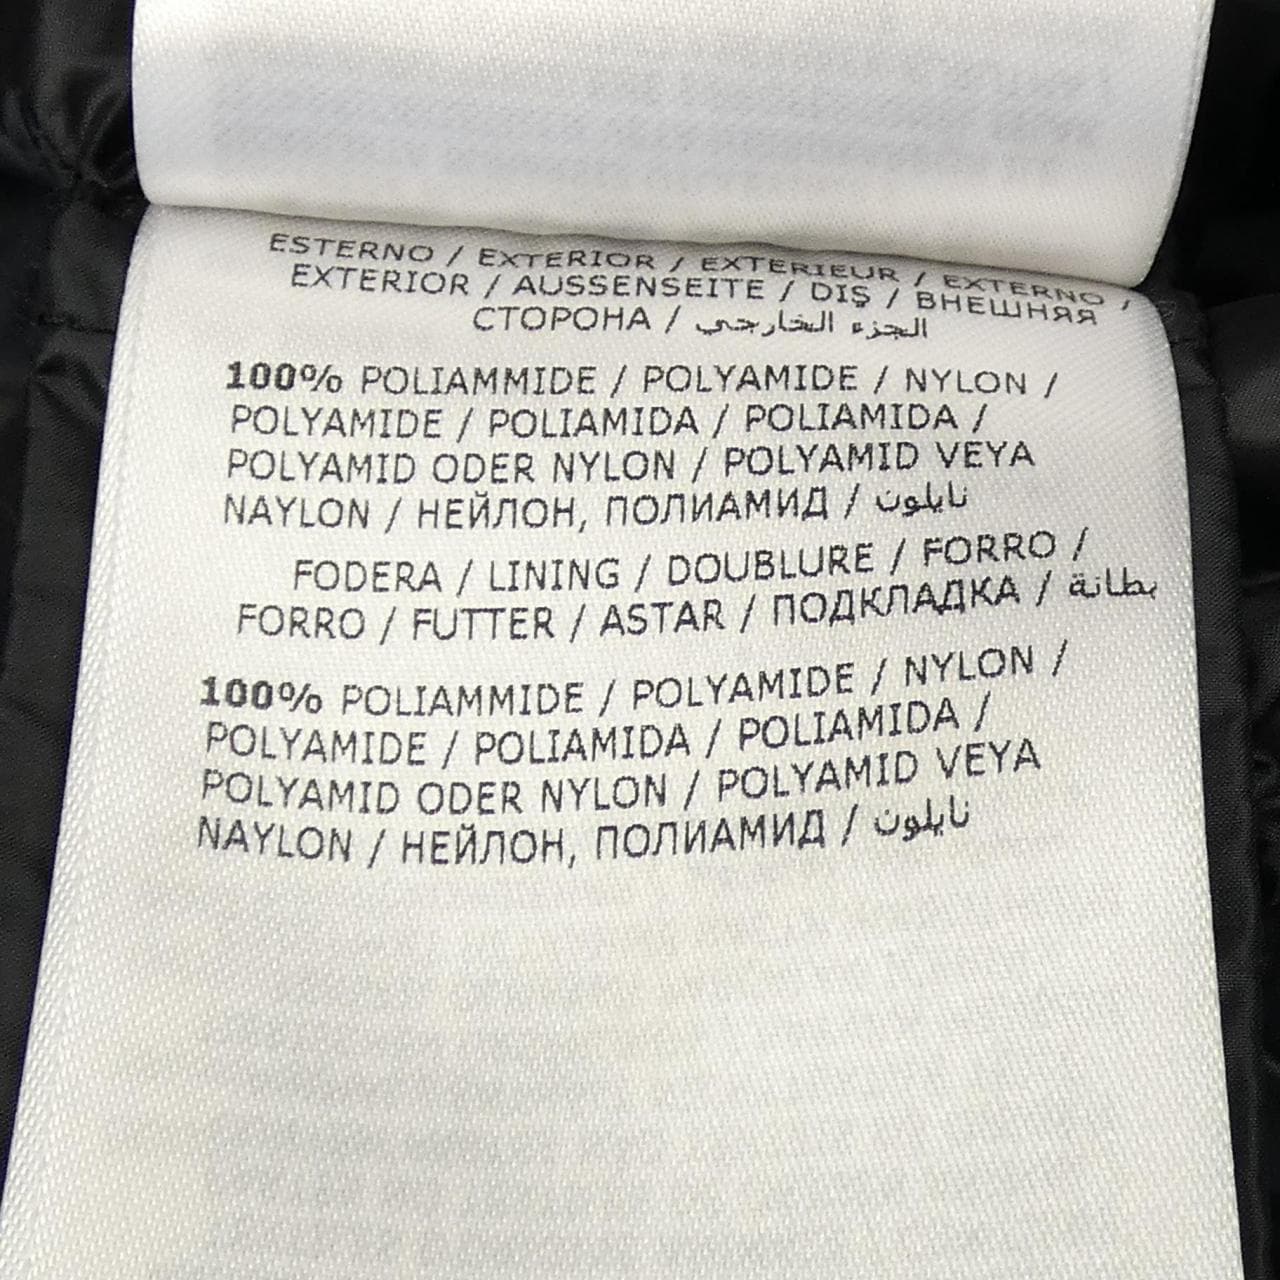 ESTERNO / EXTERIOR / EXTERIEUR / EXTERNO /
EXTERIOR / AUSSENSEITE / DIŞ / ВНЕШНЯЯ
СТОРОНА / الجزء الخارجي
100% POLIAMMIDE / POLYAMIDE / NYLON /
POLYAMIDE / POLIAMIDA / POLIAMIDA /
POLYAMID ODER NYLON / POLYAMID VEYA
NAYLON / НЕЙЛОН, ПОЛИАМИД / نايلون
FODERA / LINING / DOUBLURE / FORRO /
FORRO / FUTTER / ASTAR / ПОДКЛАДКА / بطانة
100% POLIAMMIDE / POLYAMIDE / NYLON /
POLYAMIDE / POLIAMIDA / POLIAMIDA /
POLYAMID ODER NYLON / POLYAMID VEYA
NAYLON / НЕЙЛОН, ПОЛИАМИД / نايلون